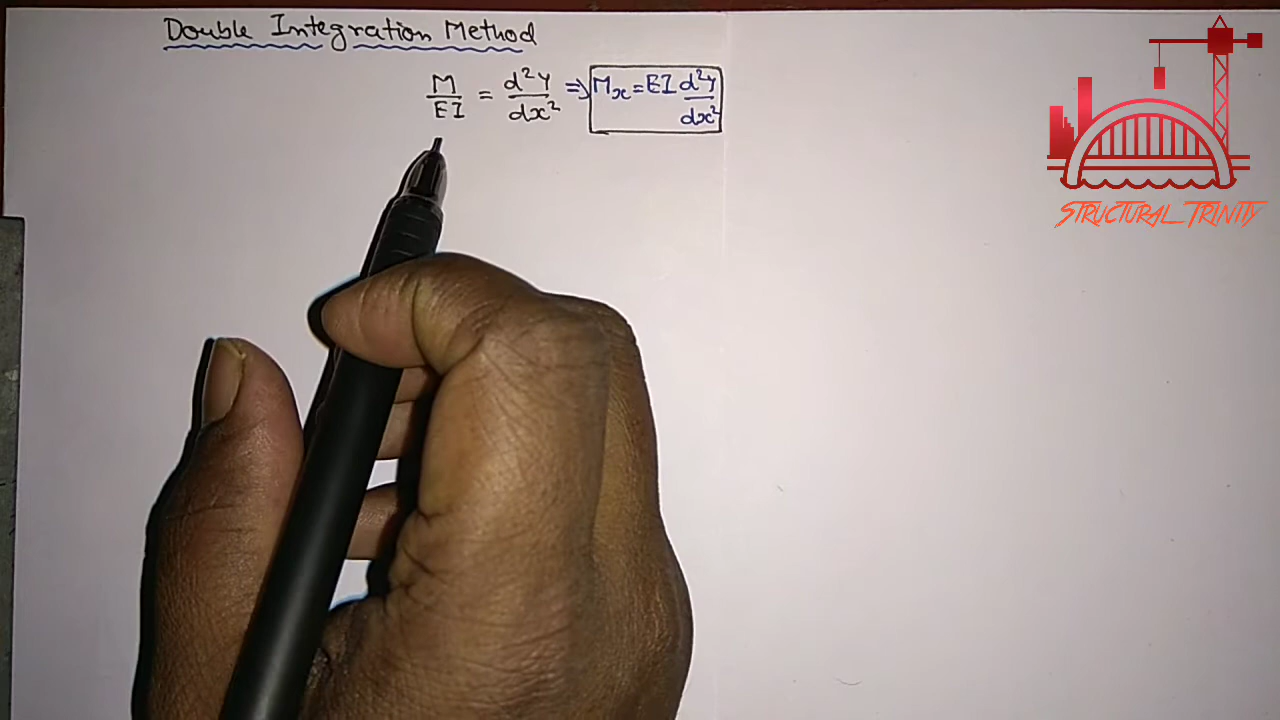 Double Integration Method
M/EI = d²y/dx² ⇒ Mx = EI d²y/dx²
STRUCTURAL_TRINITY